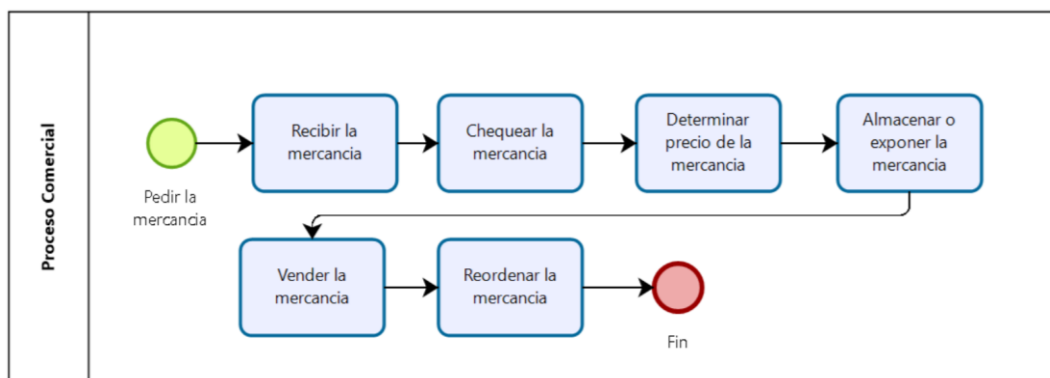 Proceso Comercial
Pedir la
mercancia
Recibir la
mercancia
Chequear la
mercancia
Determinar
precio de la
mercancia
Almacenar o
exponer la
mercancia
Vender la
mercancia
Reordenar la
mercancia
Fin